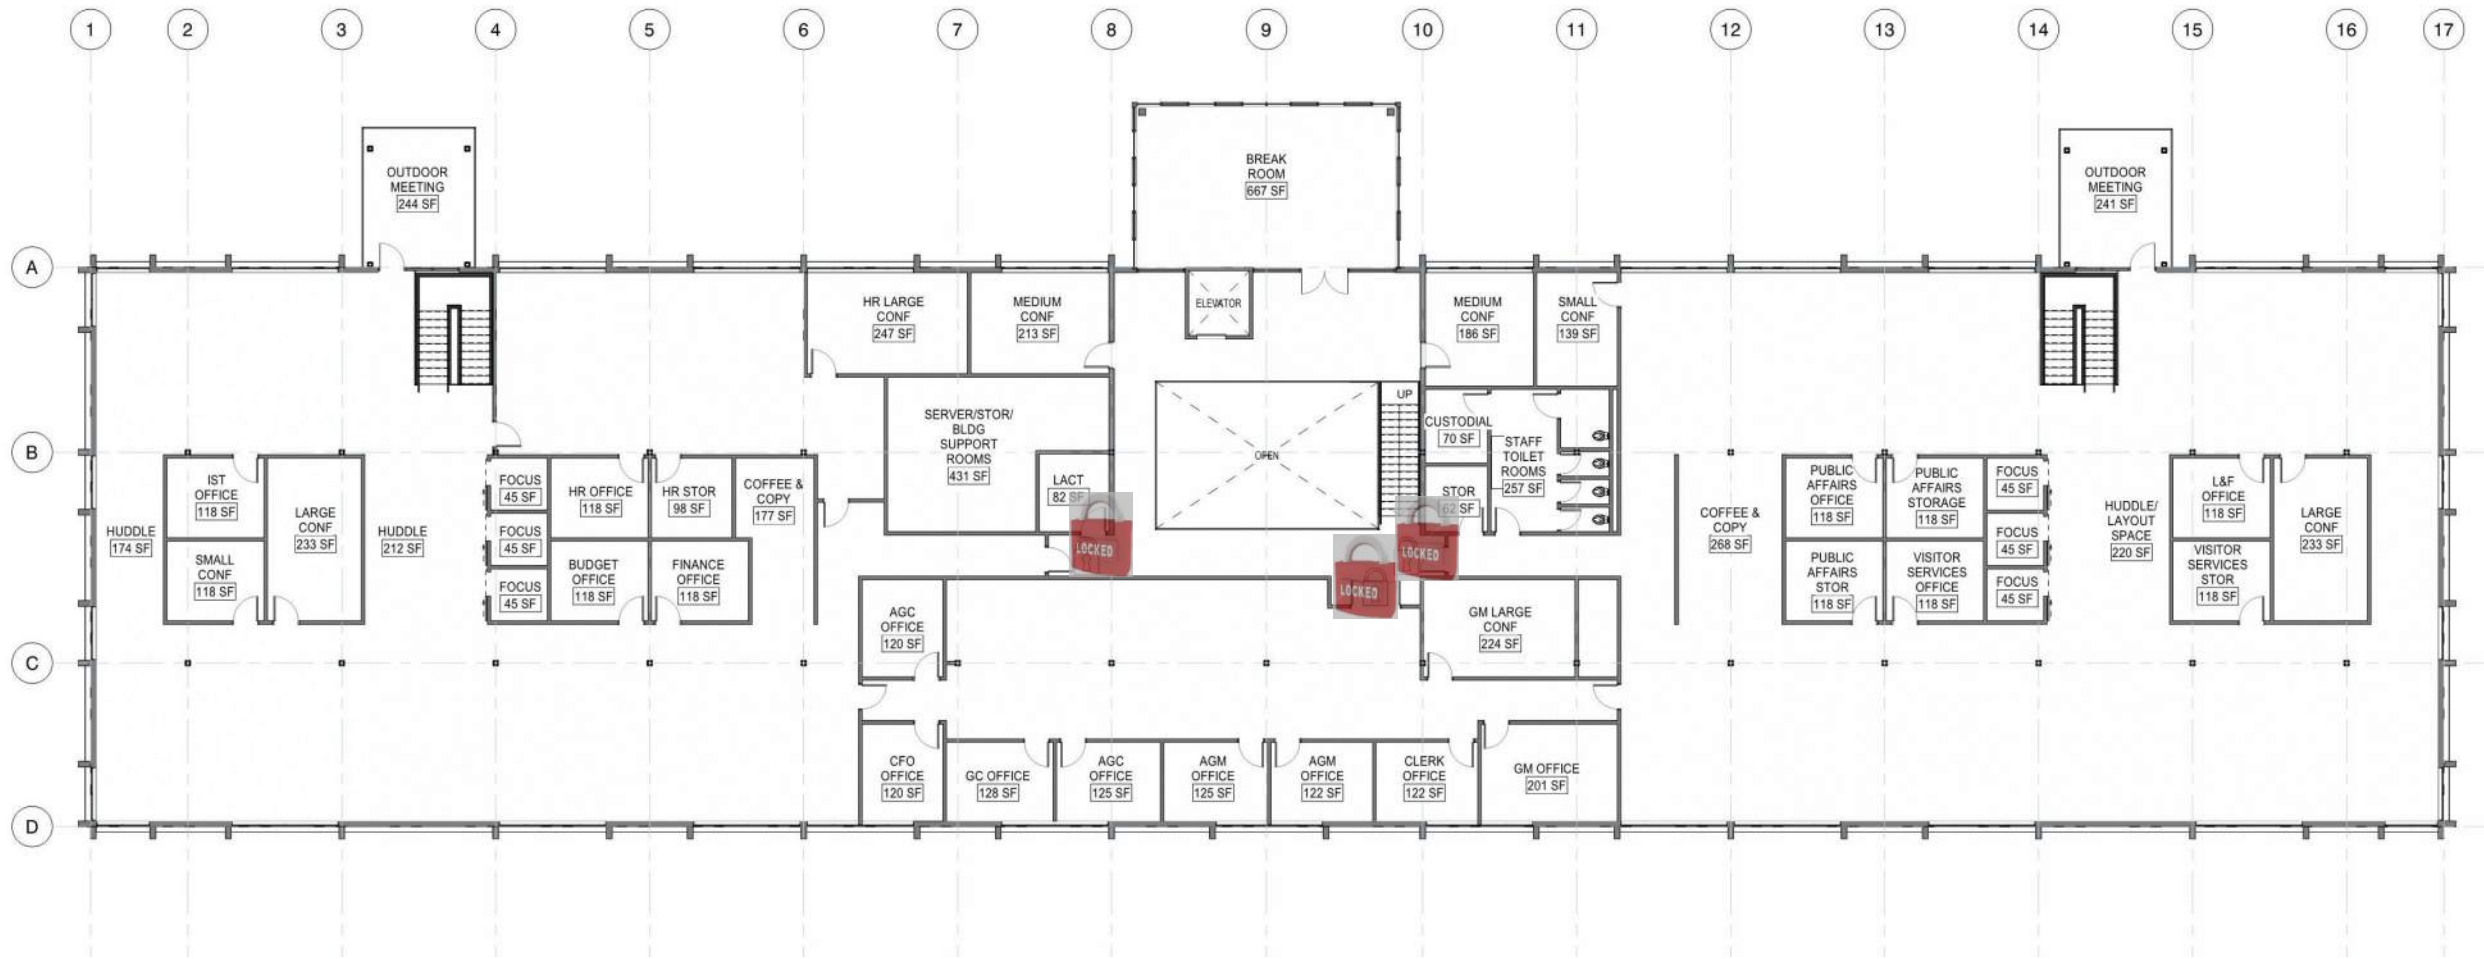 1 2 3 4 5 6 7 8 9 10 11 12 13 14 15 16 17
A
B
C
D
OUTDOOR
MEETING
244 SF
BREAK
ROOM
667 SF
OUTDOOR
MEETING
241 SF
HR LARGE
CONF
247 SF
MEDIUM
CONF
213 SF
ELEVATOR
MEDIUM
CONF
186 SF
SMALL
CONF
139 SF
SERVER/STOR/
BLDG
SUPPORT
ROOMS
431 SF
LACT
82 SF
OPEN
UP
CUSTODIAL
70 SF
STAFF
TOILET
ROOMS
257 SF
STOR
62 SF
HUDDLE
174 SF
IST
OFFICE
118 SF
SMALL
CONF
118 SF
LARGE
CONF
233 SF
HUDDLE
212 SF
FOCUS
45 SF
FOCUS
45 SF
FOCUS
45 SF
HR OFFICE
118 SF
BUDGET
OFFICE
118 SF
HR STOR
98 SF
FINANCE
OFFICE
118 SF
COFFEE &
COPY
177 SF
LOCKED
LOCKED
LOCKED
COFFEE &
COPY
268 SF
PUBLIC
AFFAIRS
OFFICE
118 SF
PUBLIC
AFFAIRS
STOR
118 SF
PUBLIC
AFFAIRS
STORAGE
118 SF
VISITOR
SERVICES
OFFICE
118 SF
FOCUS
45 SF
FOCUS
45 SF
FOCUS
45 SF
HUDDLE/
LAYOUT
SPACE
220 SF
L&F
OFFICE
118 SF
VISITOR
SERVICES
STOR
118 SF
LARGE
CONF
233 SF
AGC
OFFICE
120 SF
GM LARGE
CONF
224 SF
CFO
OFFICE
120 SF
GC OFFICE
128 SF
AGC
OFFICE
125 SF
AGM
OFFICE
125 SF
AGM
OFFICE
122 SF
CLERK
OFFICE
122 SF
GM OFFICE
201 SF